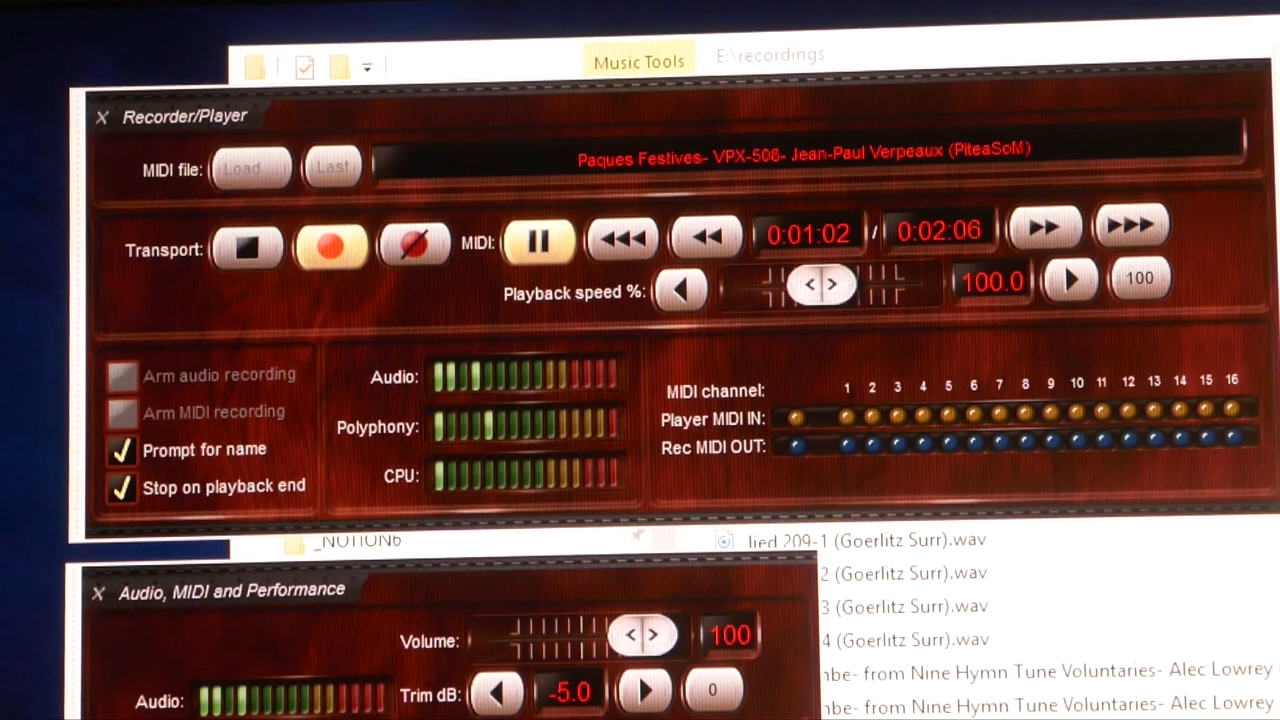 Music Tools E:\recordings
X Recorder/Player
MIDI file: Load Last Paques Festives- VPX-506- Jean-Paul Verpeaux (PiteaSoM)
Transport: MIDI: 0:01:02 / 0:02:06
Playback speed %: < > 100.0 100
Arm audio recording
Arm MIDI recording
Prompt for name
Stop on playback end
Audio:
Polyphony:
CPU:
MIDI channel: 1 2 3 4 5 6 7 8 9 10 11 12 13 14 15 16
Player MIDI IN:
Rec MIDI OUT:
_NOTION6 lied 209-1 (Goerlitz Surr).wav
2 (Goerlitz Surr).wav
3 (Goerlitz Surr).wav
4 (Goerlitz Surr).wav
be- from Nine Hymn Tune Voluntaries- Alec Lowrey
be- from Nine Hymn Tune Voluntaries- Alec Lowrey
X Audio, MIDI and Performance
Volume: < > 100
Audio: Trim dB: -5.0 0